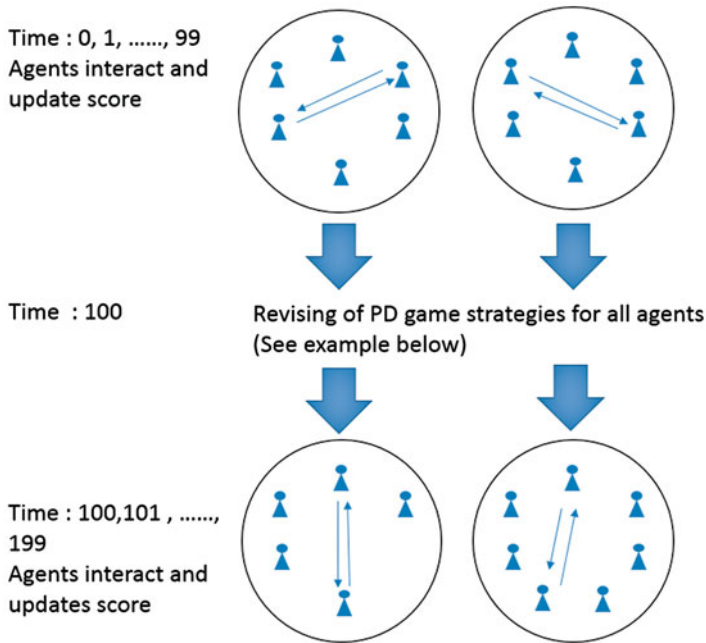 Time : 0, 1, ......, 99
Agents interact and
update score
Time : 100
Revising of PD game strategies for all agents
(See example below)
Time : 100,101 , ......,
199
Agents interact and
updates score